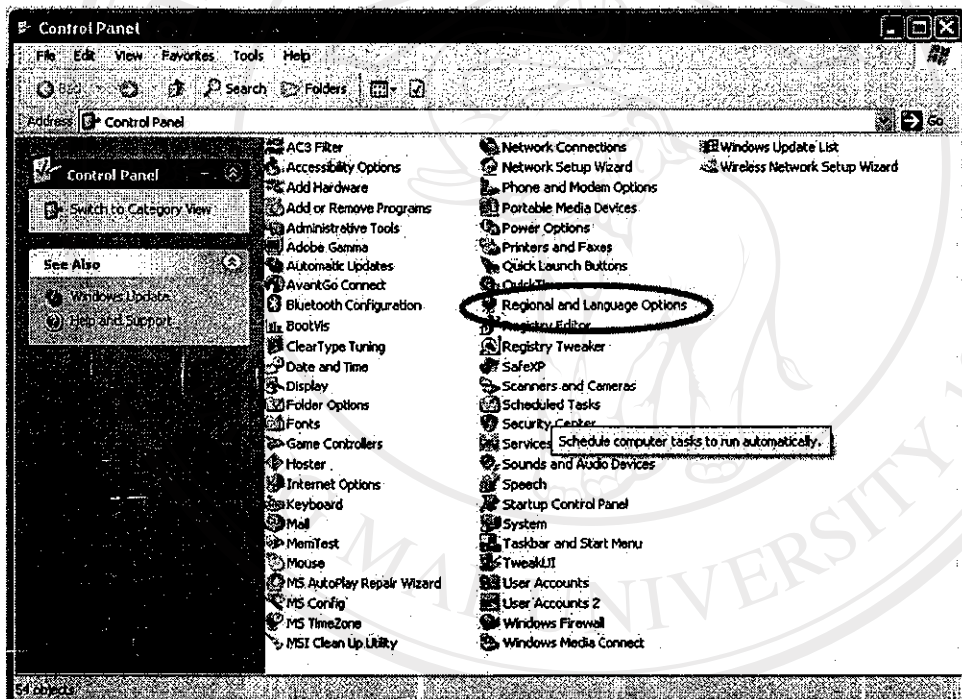 Control Panel
File Edit View Favorites Tools Help
Back Search Folders
Address Control Panel Go
Control Panel
Switch to Category View
See Also
Windows Update
Help and Support
AC3 Filter
Accessibility Options
Add Hardware
Add or Remove Programs
Administrative Tools
Adobe Gamma
Automatic Updates
AvantGo Connect
Bluetooth Configuration
BootVis
ClearType Tuning
Date and Time
Display
Folder Options
Fonts
Game Controllers
Hoster
Internet Options
Keyboard
Mail
MemTest
Mouse
MS AutoPlay Repair Wizard
MS Config
MS TimeZone
MSI Clean Up Utility
Network Connections
Network Setup Wizard
Phone and Modem Options
Portable Media Devices
Power Options
Printers and Faxes
Quick Launch Buttons
QuickTime
Regional and Language Options
Registry Editor
Registry Tweaker
SafeXP
Scanners and Cameras
Scheduled Tasks
Security Center
Services
Schedule computer tasks to run automatically.
Sounds and Audio Devices
Speech
Startup Control Panel
System
Taskbar and Start Menu
TweakUI
User Accounts
User Accounts 2
Windows Firewall
Windows Media Connect
Windows Update List
Wireless Network Setup Wizard
54 objects
MAI UNIVERSITY